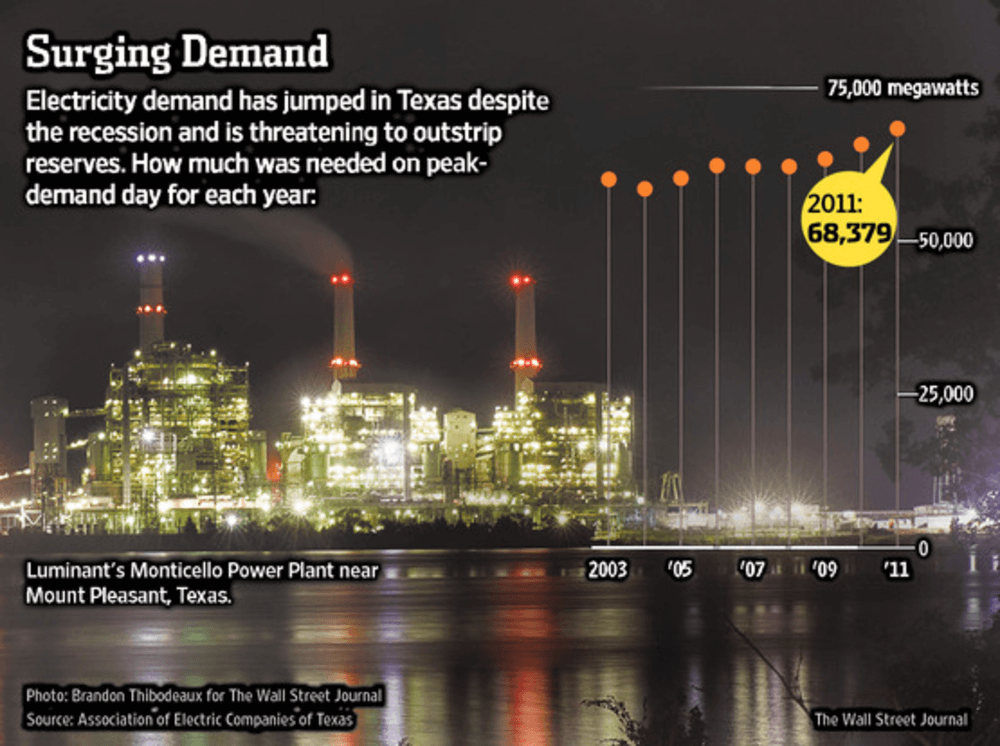 Surging Demand
Electricity demand has jumped in Texas despite
the recession and is threatening to outstrip
reserves. How much was needed on peak-
demand day for each year:
75,000 megawatts
2011:
68,379
50,000
25,000
0
2003 '05 '07 '09 '11
Luminant's Monticello Power Plant near
Mount Pleasant, Texas.
Photo: Brandon Thibodeaux for The Wall Street Journal
Source: Association of Electric Companies of Texas
The Wall Street Journal